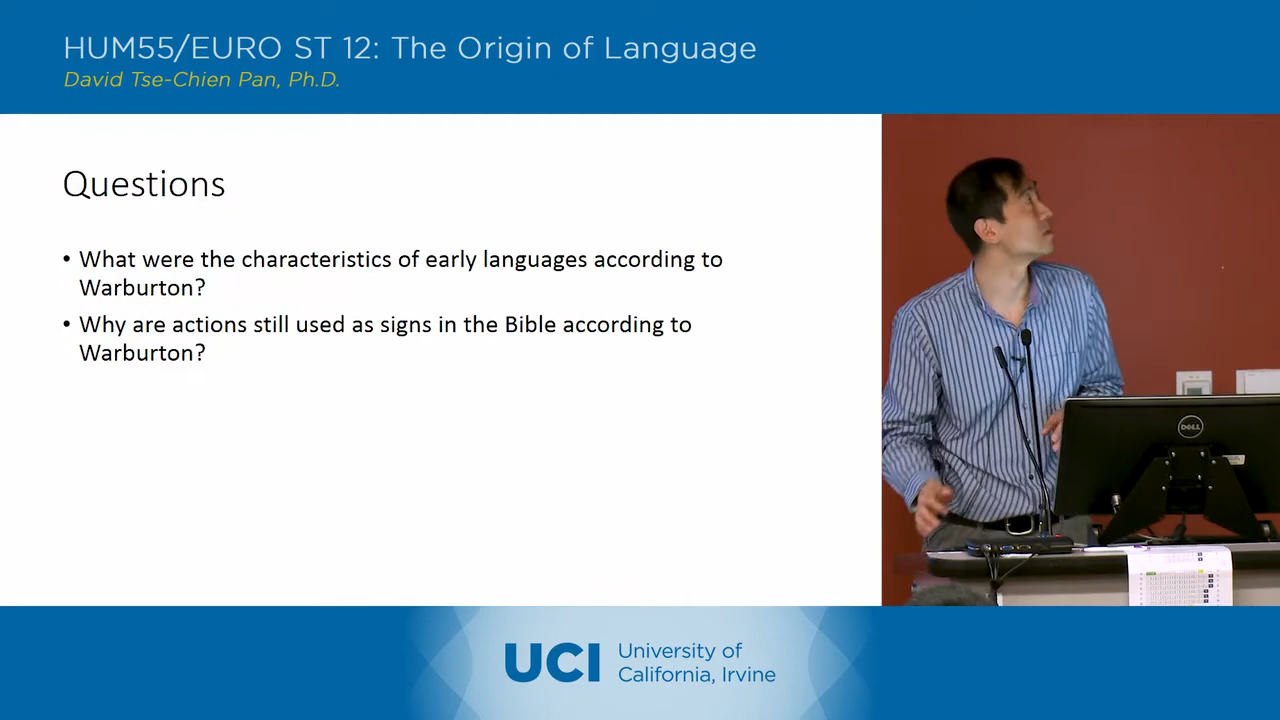 HUM55/EURO ST 12: The Origin of Language
David Tse-Chien Pan, Ph.D.
Questions
• What were the characteristics of early languages according to
Warburton?
• Why are actions still used as signs in the Bible according to
Warburton?
DELL
UCI
University of
California, Irvine